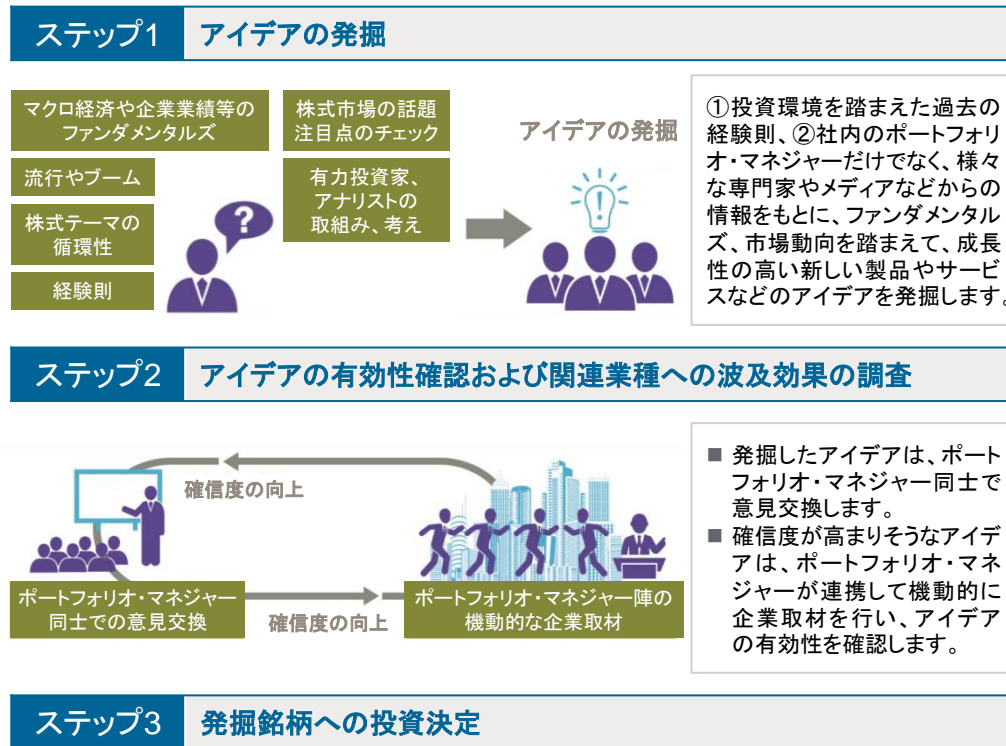 ステップ1 アイデアの発掘
マクロ経済や企業業績等の
ファンダメンタルズ
流行やブーム
株式テーマの
循環性
経験則
株式市場の話題
注目点のチェック
有力投資家、
アナリストの
取組み、考え
?
アイデアの発掘
①投資環境を踏まえた過去の
経験則、②社内のポートフォリ
オ・マネジャーだけでなく、様々
な専門家やメディアなどからの
情報をもとに、ファンダメンタル
ズ、市場動向を踏まえて、成長
性の高い新しい製品やサービ
スなどのアイデアを発掘します。
ステップ2 アイデアの有効性確認および関連業種への波及効果の調査
確信度の向上
ポートフォリオ・マネジャー
同士での意見交換
確信度の向上
ポートフォリオ・マネジャー陣の
機動的な企業取材
■ 発掘したアイデアは、ポート
フォリオ・マネジャー同士で
意見交換します。
■ 確信度が高まりそうなアイデ
アは、ポートフォリオ・マネ
ジャーが連携して機動的に
企業取材を行い、アイデア
の有効性を確認します。
ステップ3 発掘銘柄への投資決定